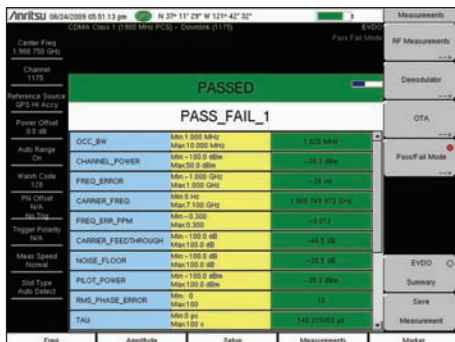 Anritsu 06/24/2009 05:51:13 pm N 37° 11' 29" W 121° 42' 32"
CDMA Class 1 (1900 MHz PCS) - Downlink (1175)
EVDO
Pass Fail Mode
Center Freq
1.988 750 GHz
Channel
1175
Reference Source
GPS Hi Accy
Power Offset
0.0 dB
Auto Range
On
Walsh Code
128
PN Offset
N/A
No Trig
Trigger Polarity
N/A
Meas Speed
Normal
Slot Type
Auto Detect
PASSED
PASS_FAIL_1
OCC_BW Min:1.000 MHz Max:10.000 MHz
CHANNEL_POWER Min:-100.0 dBm Max:50.0 dBm
FREQ_ERROR Min:-1.000 GHz Max:1.000 GHz
CARRIER_FREQ Min:0 Hz Max:7.100 GHz
FREQ_ERR_PPM Min:-0.300 Max:0.300 -0.013
CARRIER_FEEDTHROUGH Min:-100.0 dB Max:100.0 dB
NOISE_FLOOR Min:-100.0 dB Max:100.0 dB
PILOT_POWER Min:-100.0 dBm Max:100.0 dBm
RMS_PHASE_ERROR Min: 0 Max:100 10
TAU Min:0 ps Max:100 s
Measurements
RF Measurements
-->
Demodulator
-->
OTA
-->
Pass/Fail Mode
-->
EVDO
Summary
Save
Measurement
Freq Amplitude Setup Measurements Marker